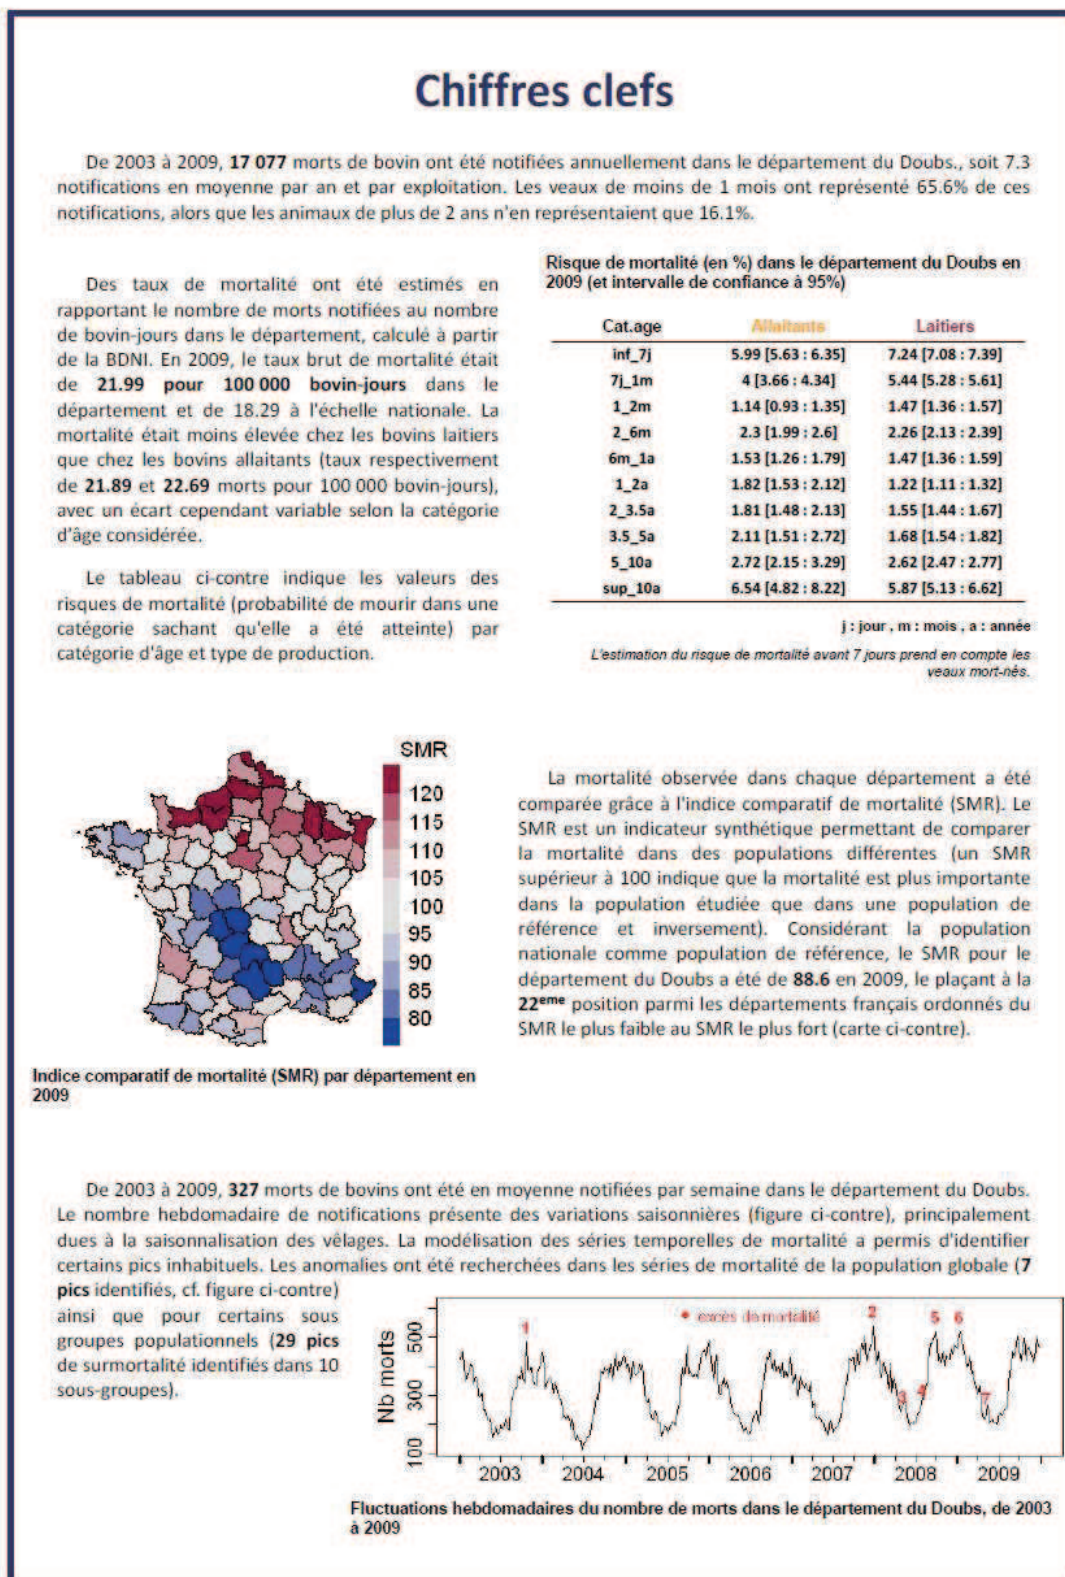 Chiffres clefs
De 2003 à 2009, 17 077 morts de bovin ont été notifiées annuellement dans le département du Doubs., soit 7.3
notifications en moyenne par an et par exploitation. Les veaux de moins de 1 mois ont représenté 65.6% de ces
notifications, alors que les animaux de plus de 2 ans n'en représentaient que 16.1%.
Des taux de mortalité ont été estimés en
rapportant le nombre de morts notifiées au nombre
de bovin-jours dans le département, calculé à partir
de la BDNI. En 2009, le taux brut de mortalité était
de 21.99 pour 100 000 bovin-jours dans le
département et de 18.29 à l'échelle nationale. La
mortalité était moins élevée chez les bovins laitiers
que chez les bovins allaitants (taux respectivement
de 21.89 et 22.69 morts pour 100 000 bovin-jours),
avec un écart cependant variable selon la catégorie
d'âge considérée.
Le tableau ci-contre indique les valeurs des
risques de mortalité (probabilité de mourir dans une
catégorie sachant qu'elle a été atteinte) par
catégorie d'âge et type de production.
Risque de mortalité (en %) dans le département du Doubs en
2009 (et intervalle de confiance à 95%)
Cat.age Allaitants Laitiers
inf_7j 5.99 [5.63 : 6.35] 7.24 [7.08 : 7.39]
7j_1m 4 [3.66 : 4.34] 5.44 [5.28 : 5.61]
1_2m 1.14 [0.93 : 1.35] 1.47 [1.36 : 1.57]
2_6m 2.3 [1.99 : 2.6] 2.26 [2.13 : 2.39]
6m_1a 1.53 [1.26 : 1.79] 1.47 [1.36 : 1.59]
1_2a 1.82 [1.53 : 2.12] 1.22 [1.11 : 1.32]
2_3.5a 1.81 [1.48 : 2.13] 1.55 [1.44 : 1.67]
3.5_5a 2.11 [1.51 : 2.72] 1.68 [1.54 : 1.82]
5_10a 2.72 [2.15 : 3.29] 2.62 [2.47 : 2.77]
sup_10a 6.54 [4.82 : 8.22] 5.87 [5.13 : 6.62]
j : jour , m : mois , a : année
L'estimation du risque de mortalité avant 7 jours prend en compte les
veaux mort-nés.
SMR
120
115
110
105
100
95
90
85
80
Indice comparatif de mortalité (SMR) par département en
2009
La mortalité observée dans chaque département a été
comparée grâce à l'indice comparatif de mortalité (SMR). Le
SMR est un indicateur synthétique permettant de comparer
la mortalité dans des populations différentes (un SMR
supérieur à 100 indique que la mortalité est plus importante
dans la population étudiée que dans une population de
référence et inversement). Considérant la population
nationale comme population de référence, le SMR pour le
département du Doubs a été de 88.6 en 2009, le plaçant à la
22eme position parmi les départements français ordonnés du
SMR le plus faible au SMR le plus fort (carte ci-contre).
De 2003 à 2009, 327 morts de bovins ont été en moyenne notifiées par semaine dans le département du Doubs.
Le nombre hebdomadaire de notifications présente des variations saisonnières (figure ci-contre), principalement
dues à la saisonnalisation des vêlages. La modélisation des séries temporelles de mortalité a permis d'identifier
certains pics inhabituels. Les anomalies ont été recherchées dans les séries de mortalité de la population globale (7
pics identifiés, cf. figure ci-contre)
ainsi que pour certains sous
groupes populationnels (29 pics
de surmortalité identifiés dans 10
sous-groupes).
Nb morts
500
300
100
excès de mortalité
1
2
3
4
5
6
7
2003 2004 2005 2006 2007 2008 2009
Fluctuations hebdomadaires du nombre de morts dans le département du Doubs, de 2003
à 2009